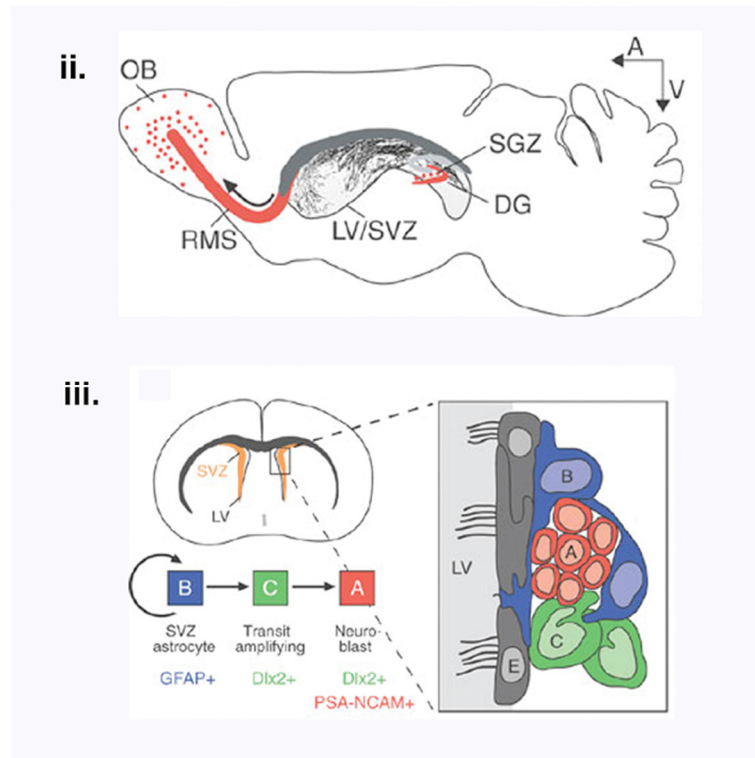 ii.
OB
A
V
SGZ
DG
RMS
LV/SVZ
iii.
SVZ
LV
B
C
A
SVZ
astrocyte
Transit
amplifying
Neuro-
blast
GFAP+
Dlx2+
Dlx2+
PSA-NCAM+
B
A
LV
C
E